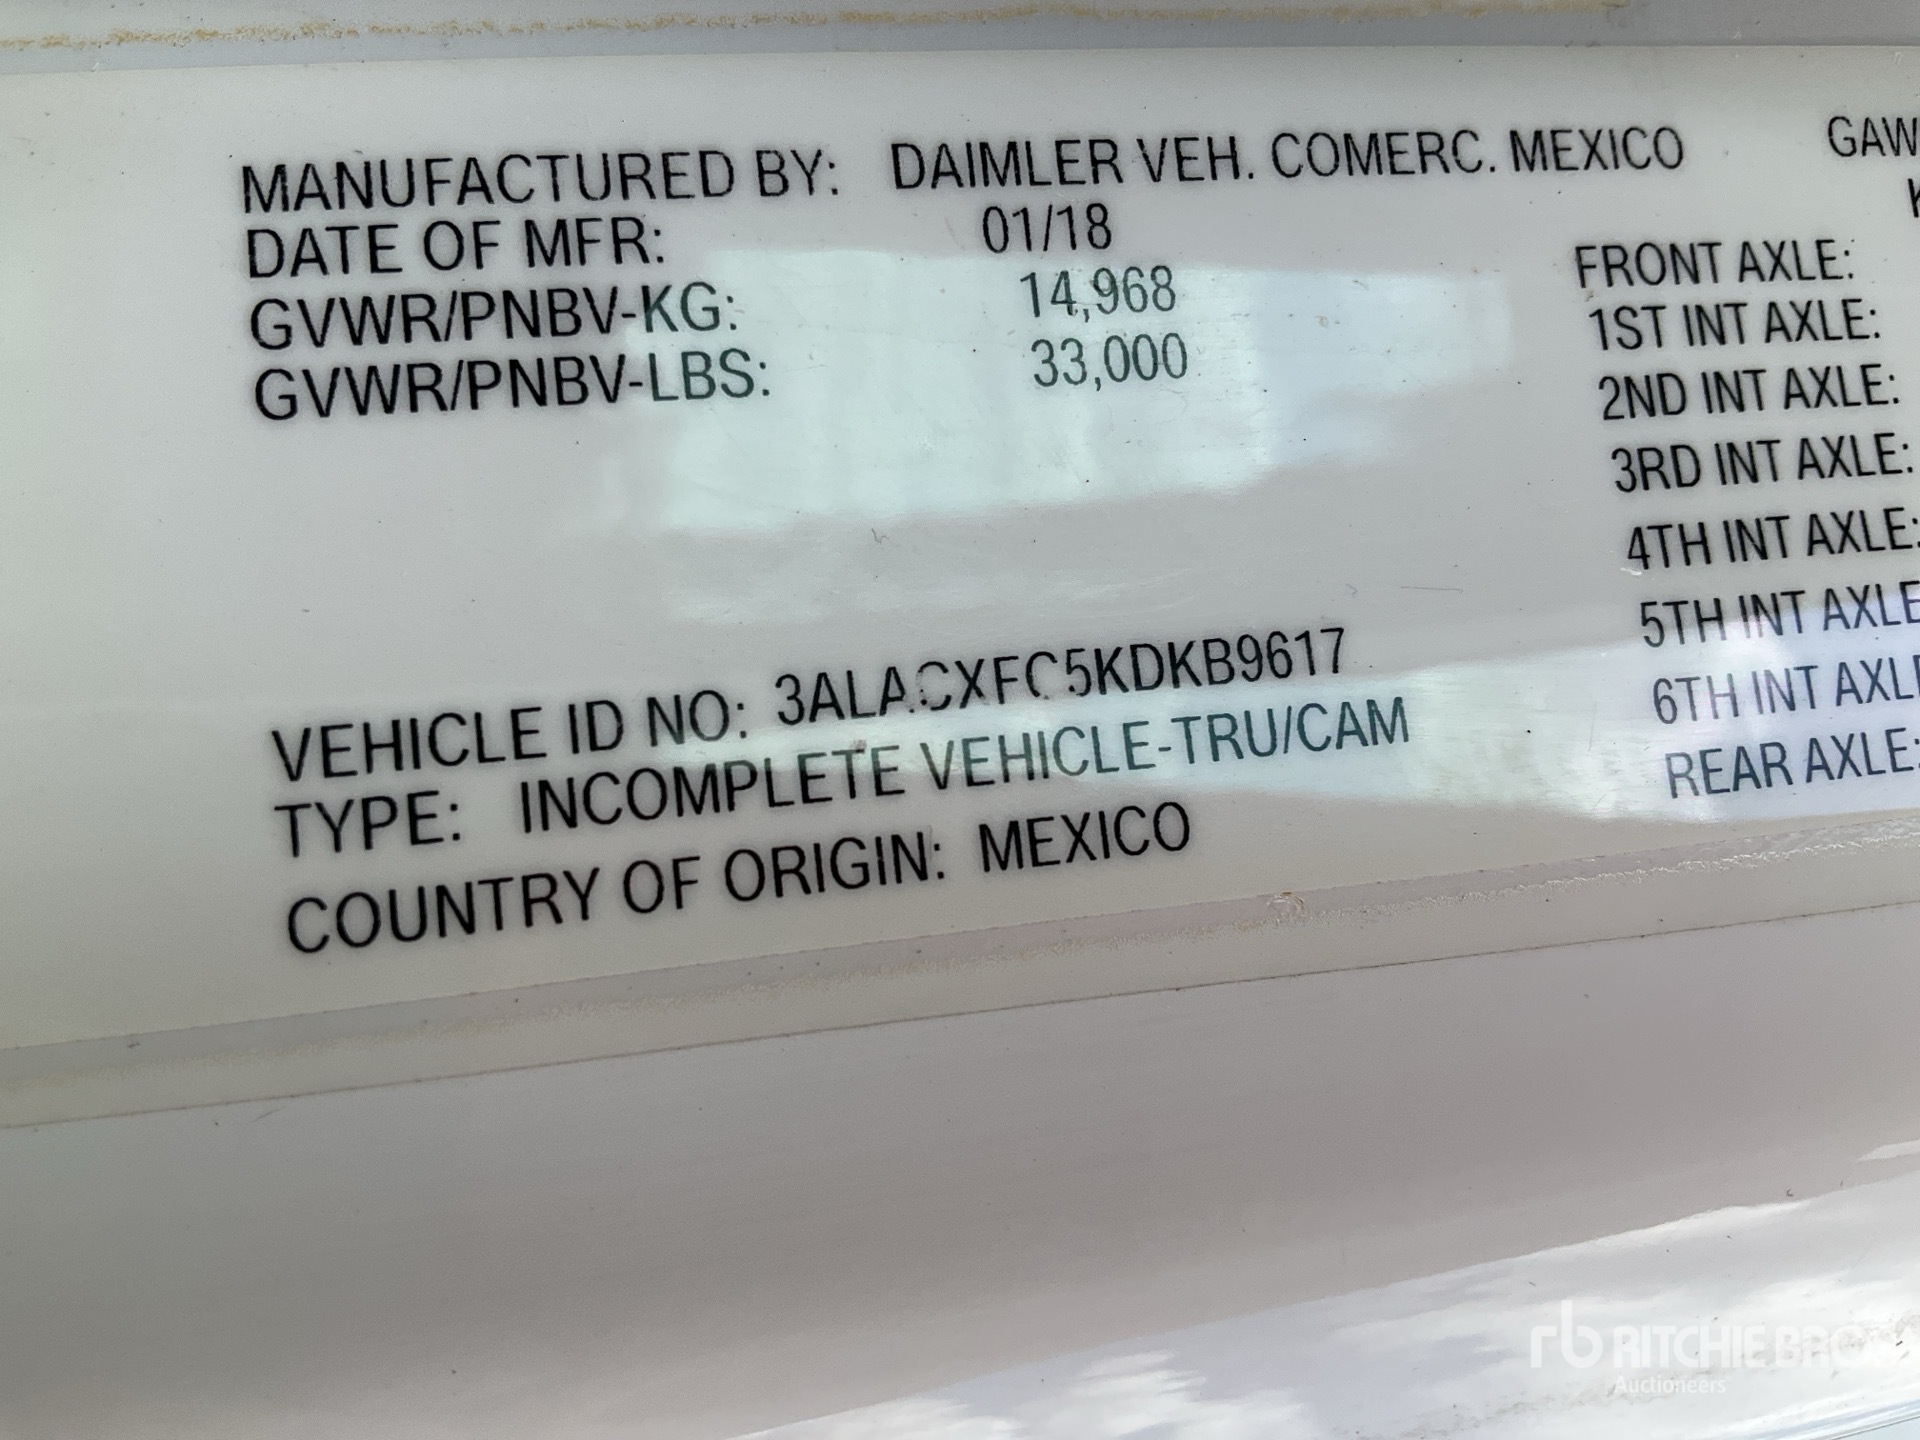 MANUFACTURED BY: DAIMLER VEH. COMERC. MEXICO
DATE OF MFR: 01/18
GVWR/PNBV-KG: 14,968
GVWR/PNBV-LBS: 33,000
VEHICLE ID NO: 3ALACXFC5KDKB9617
TYPE: INCOMPLETE VEHICLE-TRU/CAM
COUNTRY OF ORIGIN: MEXICO
GAW
K
FRONT AXLE:
1ST INT AXLE:
2ND INT AXLE:
3RD INT AXLE:
4TH INT AXLE:
5TH INT AXLE
6TH INT AXLE
REAR AXLE:
rb RITCHIE BRO
Auctioneers